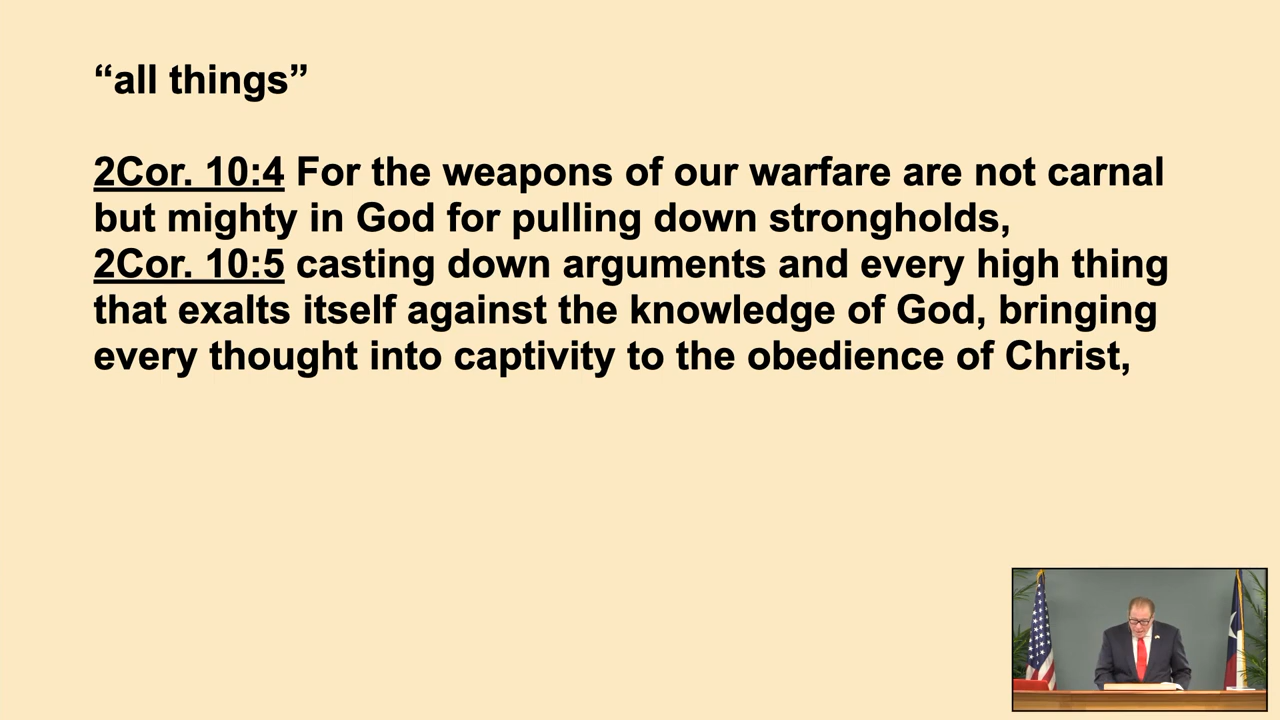 “all things”
2Cor. 10:4 For the weapons of our warfare are not carnal
but mighty in God for pulling down strongholds,
2Cor. 10:5 casting down arguments and every high thing
that exalts itself against the knowledge of God, bringing
every thought into captivity to the obedience of Christ,